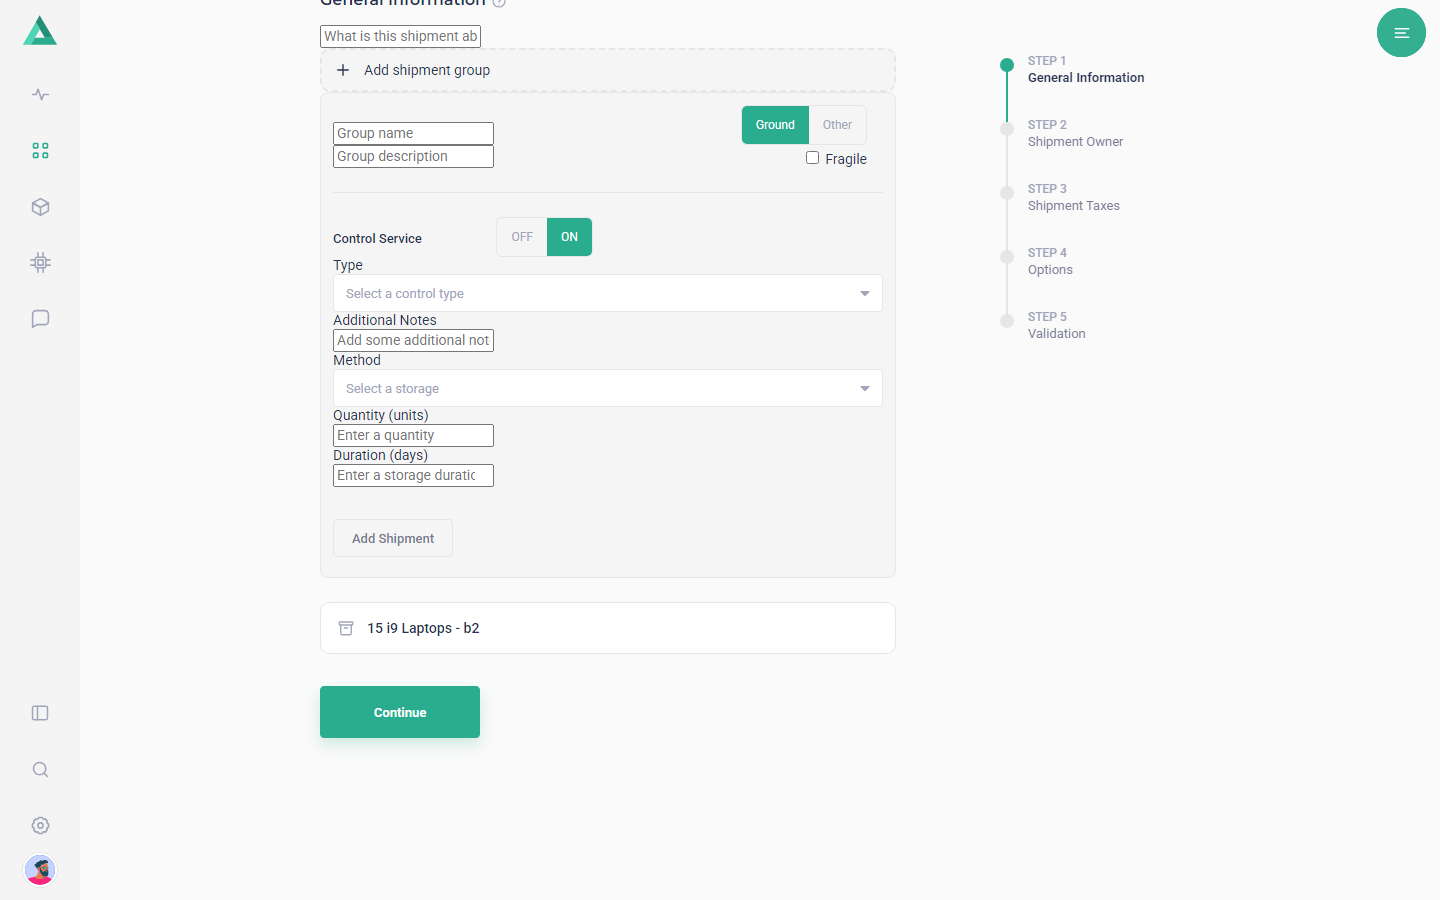 General Information
What is this shipment ab
Add shipment group
Group name
Group description
Ground
Other
Fragile
Control Service
OFF
ON
Type
Select a control type
Additional Notes
Add some additional not
Method
Select a storage
Quantity (units)
Enter a quantity
Duration (days)
Enter a storage duratic
Add Shipment
15 i9 Laptops - b2
Continue
STEP 1
General Information
STEP 2
Shipment Owner
STEP 3
Shipment Taxes
STEP 4
Options
STEP 5
Validation